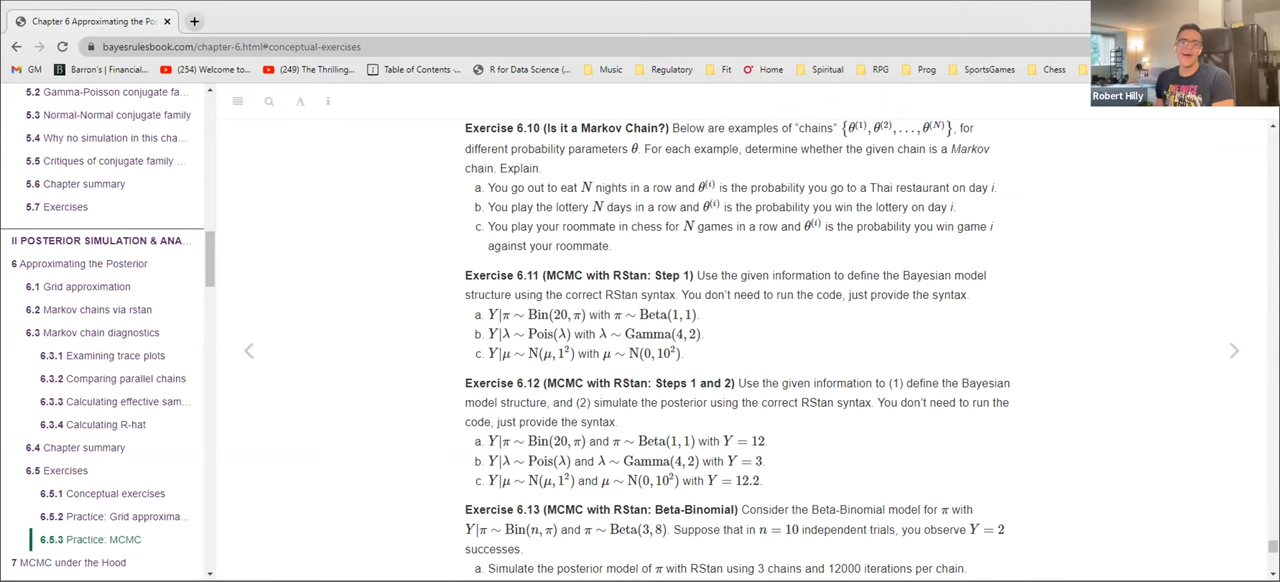 Chapter 6 Approximating the Pos
bayesrulesbook.com/chapter-6.html#conceptual-exercises
GM Barron's | Financial... (254) Welcome to... (249) The Thrilling... Table of Contents -... R for Data Science (... Music Regulatory Fit Home Spiritual RPG Prog SportsGames Chess
Robert Hilly
5.2 Gamma-Poisson conjugate fa...
5.3 Normal-Normal conjugate family
5.4 Why no simulation in this cha...
5.5 Critiques of conjugate family ...
5.6 Chapter summary
5.7 Exercises
II POSTERIOR SIMULATION & ANA...
6 Approximating the Posterior
6.1 Grid approximation
6.2 Markov chains via rstan
6.3 Markov chain diagnostics
6.3.1 Examining trace plots
6.3.2 Comparing parallel chains
6.3.3 Calculating effective sam...
6.3.4 Calculating R-hat
6.4 Chapter summary
6.5 Exercises
6.5.1 Conceptual exercises
6.5.2 Practice: Grid approxima...
6.5.3 Practice: MCMC
7 MCMC under the Hood
Exercise 6.10 (Is it a Markov Chain?) Below are examples of “chains” {θ(1), θ(2), . . . , θ(N)}, for
different probability parameters θ. For each example, determine whether the given chain is a Markov
chain. Explain.
a. You go out to eat N nights in a row and θ(i) is the probability you go to a Thai restaurant on day i.
b. You play the lottery N days in a row and θ(i) is the probability you win the lottery on day i.
c. You play your roommate in chess for N games in a row and θ(i) is the probability you win game i
against your roommate.
Exercise 6.11 (MCMC with RStan: Step 1) Use the given information to define the Bayesian model
structure using the correct RStan syntax. You don’t need to run the code, just provide the syntax.
a. Y|π ∼ Bin(20, π) with π ∼ Beta(1, 1).
b. Y|λ ∼ Pois(λ) with λ ∼ Gamma(4, 2).
c. Y|μ ∼ N(μ, 1²) with μ ∼ N(0, 10²).
Exercise 6.12 (MCMC with RStan: Steps 1 and 2) Use the given information to (1) define the Bayesian
model structure, and (2) simulate the posterior using the correct RStan syntax. You don’t need to run the
code, just provide the syntax.
a. Y|π ∼ Bin(20, π) and π ∼ Beta(1, 1) with Y = 12.
b. Y|λ ∼ Pois(λ) and λ ∼ Gamma(4, 2) with Y = 3.
c. Y|μ ∼ N(μ, 1²) and μ ∼ N(0, 10²) with Y = 12.2.
Exercise 6.13 (MCMC with RStan: Beta-Binomial) Consider the Beta-Binomial model for π with
Y|π ∼ Bin(n, π) and π ∼ Beta(3, 8). Suppose that in n = 10 independent trials, you observe Y = 2
successes.
a. Simulate the posterior model of π with RStan using 3 chains and 12000 iterations per chain.